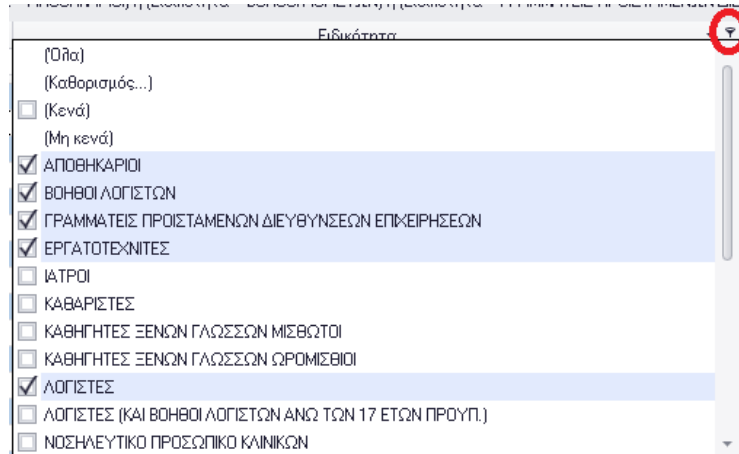 Ειδικότητα
(Όλα)
(Καθορισμός...)
(Κενά)
(Μη κενά)
ΑΠΟΘΗΚΑΡΙΟΙ
ΒΟΗΘΟΙ ΛΟΓΙΣΤΩΝ
ΓΡΑΜΜΑΤΕΙΣ ΠΡΟΙΣΤΑΜΕΝΩΝ ΔΙΕΥΘΥΝΣΕΩΝ ΕΠΙΧΕΙΡΗΣΕΩΝ
ΕΡΓΑΤΟΤΕΧΝΙΤΕΣ
ΙΑΤΡΟΙ
ΚΑΘΑΡΙΣΤΕΣ
ΚΑΘΗΓΗΤΕΣ ΞΕΝΩΝ ΓΛΩΣΣΩΝ ΜΙΣΘΩΤΟΙ
ΚΑΘΗΓΗΤΕΣ ΞΕΝΩΝ ΓΛΩΣΣΩΝ ΩΡΟΜΙΣΘΙΟΙ
ΛΟΓΙΣΤΕΣ
ΛΟΓΙΣΤΕΣ (ΚΑΙ ΒΟΗΘΟΙ ΛΟΓΙΣΤΩΝ ΑΝΩ ΤΩΝ 17 ΕΤΩΝ ΠΡΟΥΠ.)
ΝΟΣΗΛΕΥΤΙΚΟ ΠΡΟΣΩΠΙΚΟ ΚΛΙΝΙΚΩΝ